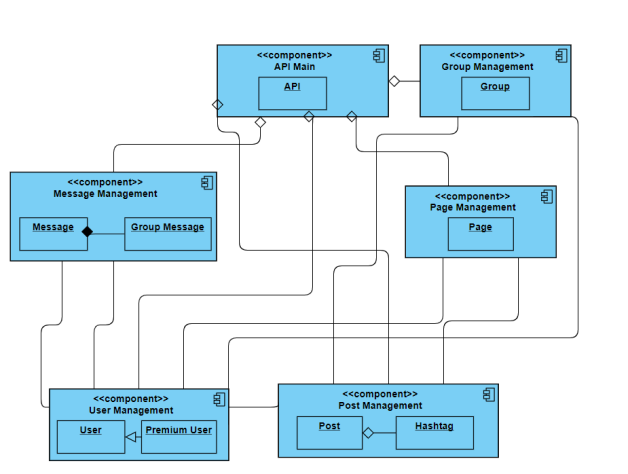 <<component>>
API Main
API
<<component>>
Group Management
Group
<<component>>
Message Management
Message
Group Message
<<component>>
Page Management
Page
<<component>>
User Management
User
Premium User
<<component>>
Post Management
Post
Hashtag